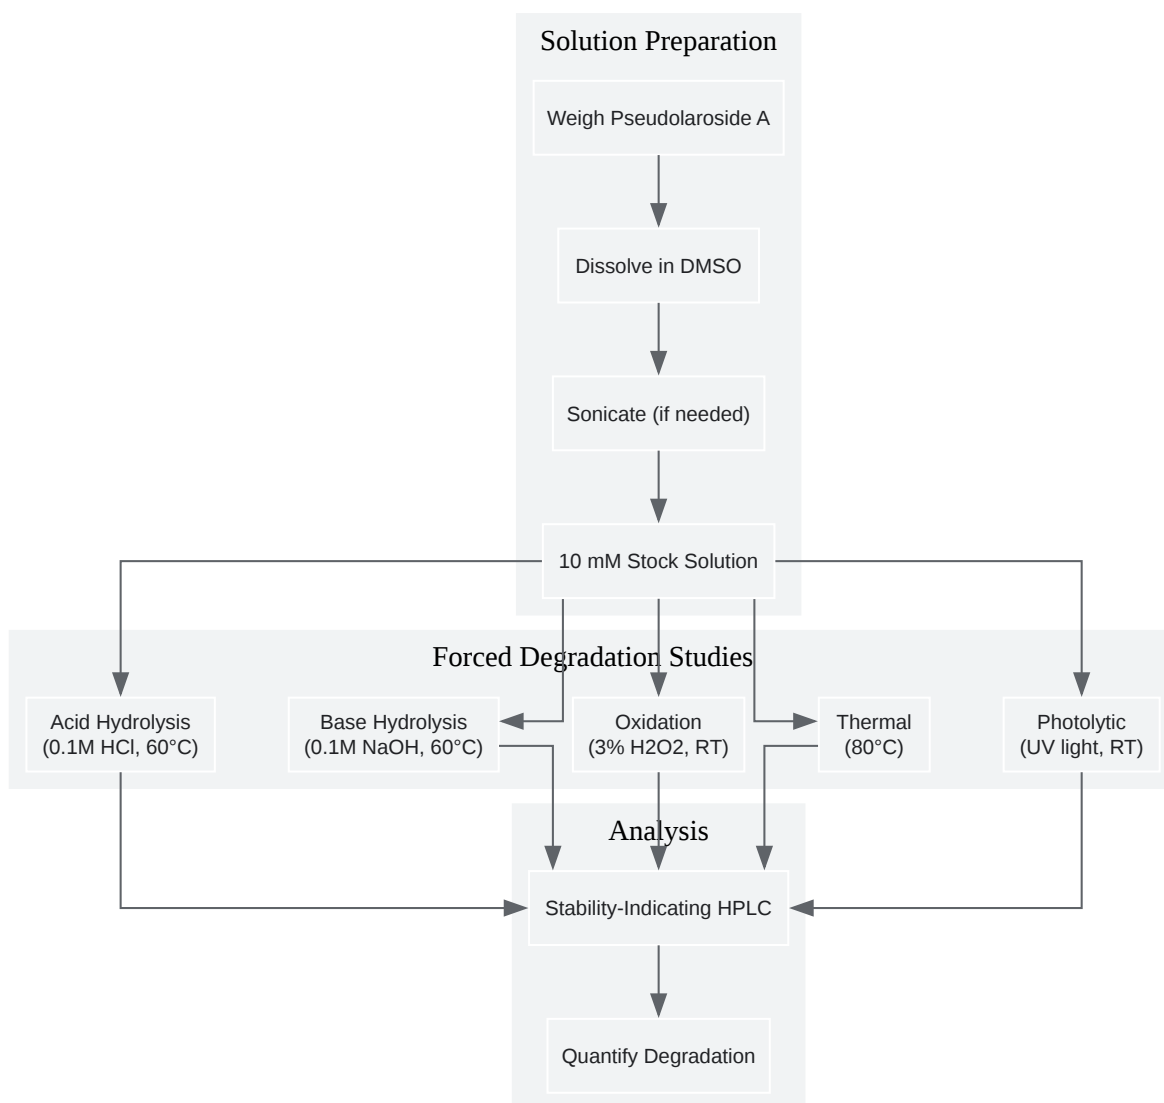 Solution Preparation
Weigh Pseudolaroside A
Dissolve in DMSO
Sonicate (if needed)
10 mM Stock Solution
Forced Degradation Studies
Acid Hydrolysis
(0.1M HCl, 60°C)
Base Hydrolysis
(0.1M NaOH, 60°C)
Oxidation
(3% H2O2, RT)
Thermal
(80°C)
Photolytic
(UV light, RT)
Analysis
Stability-Indicating HPLC
Quantify Degradation